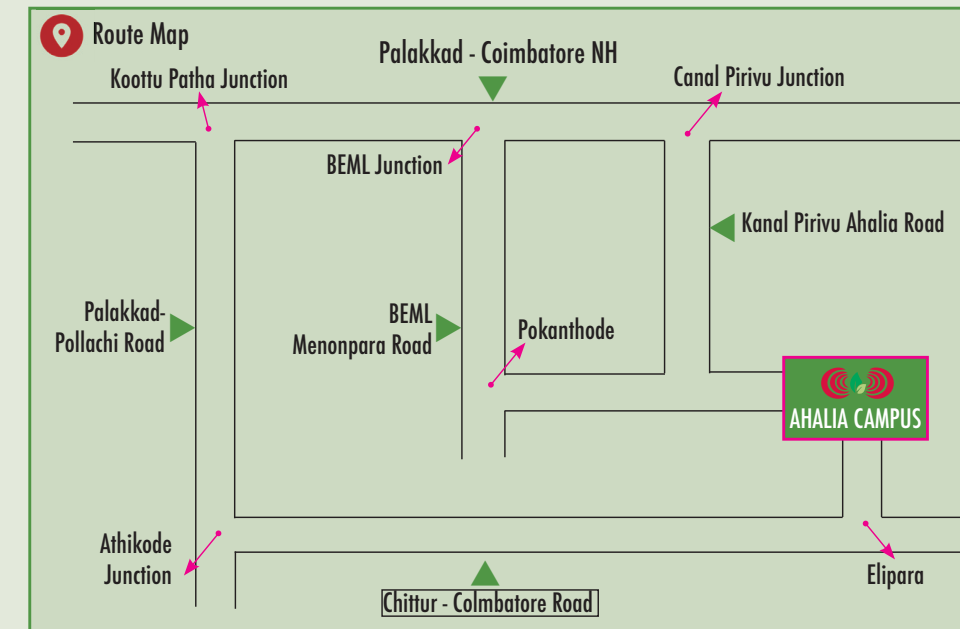 Route Map
Palakkad - Coimbatore NH
Koottu Patha Junction
Canal Pirivu Junction
BEML Junction
Kanal Pirivu Ahalia Road
Palakkad-
Pollachi Road
BEML
Menonpara Road
Pokanthode
AHALIA CAMPUS
Athikode
Junction
Elipara
Chittur - Colmbatore Road